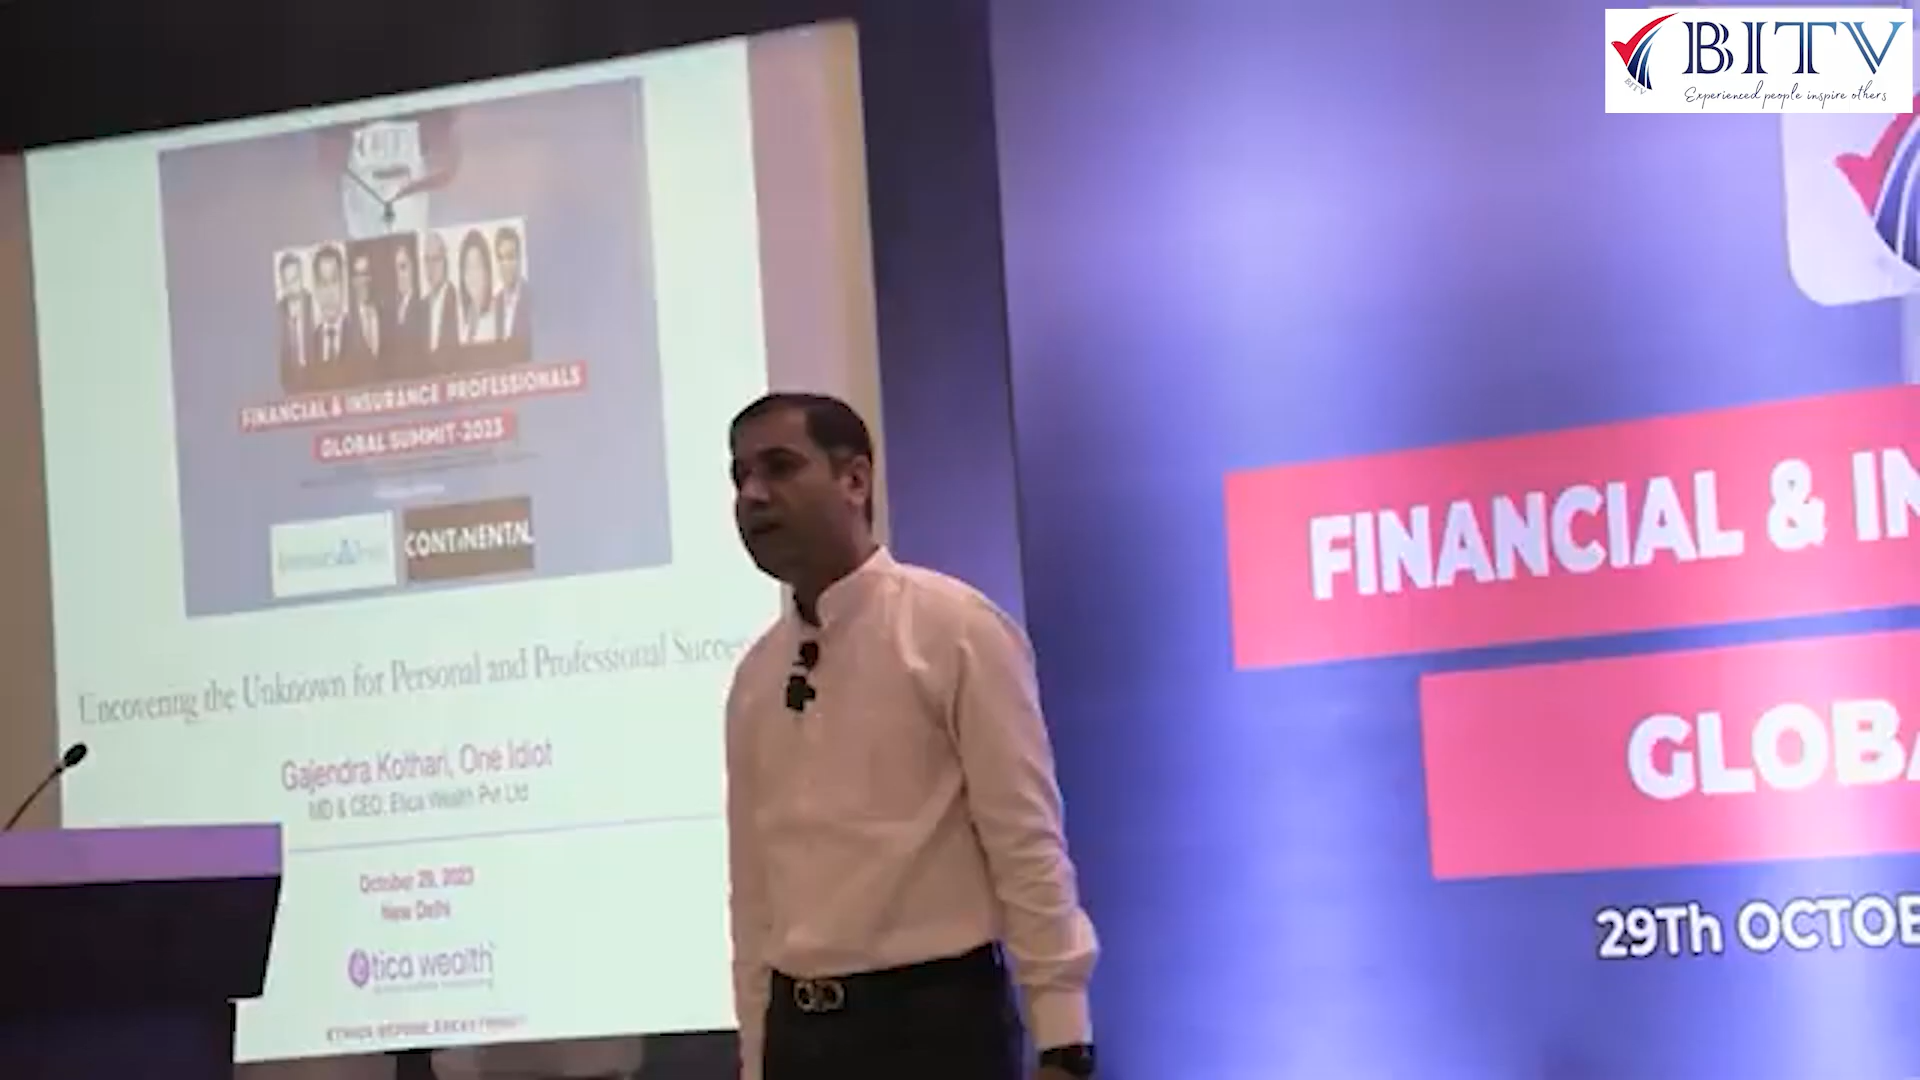 BITV
Experienced people inspire others
FINANCIAL & INSURANCE PROFESSIONALS
GLOBAL SUMMIT-2023
CONTINENTAL
Uncovering the Unknown for Personal and Professional Succes
Gajendra Kothari, One Idiot
MD & CEO, Etica Wealth Pvt Ltd
October 29, 2023
New Delhi
etica wealth
FINANCIAL & IN
GLOBA
29Th OCTOB